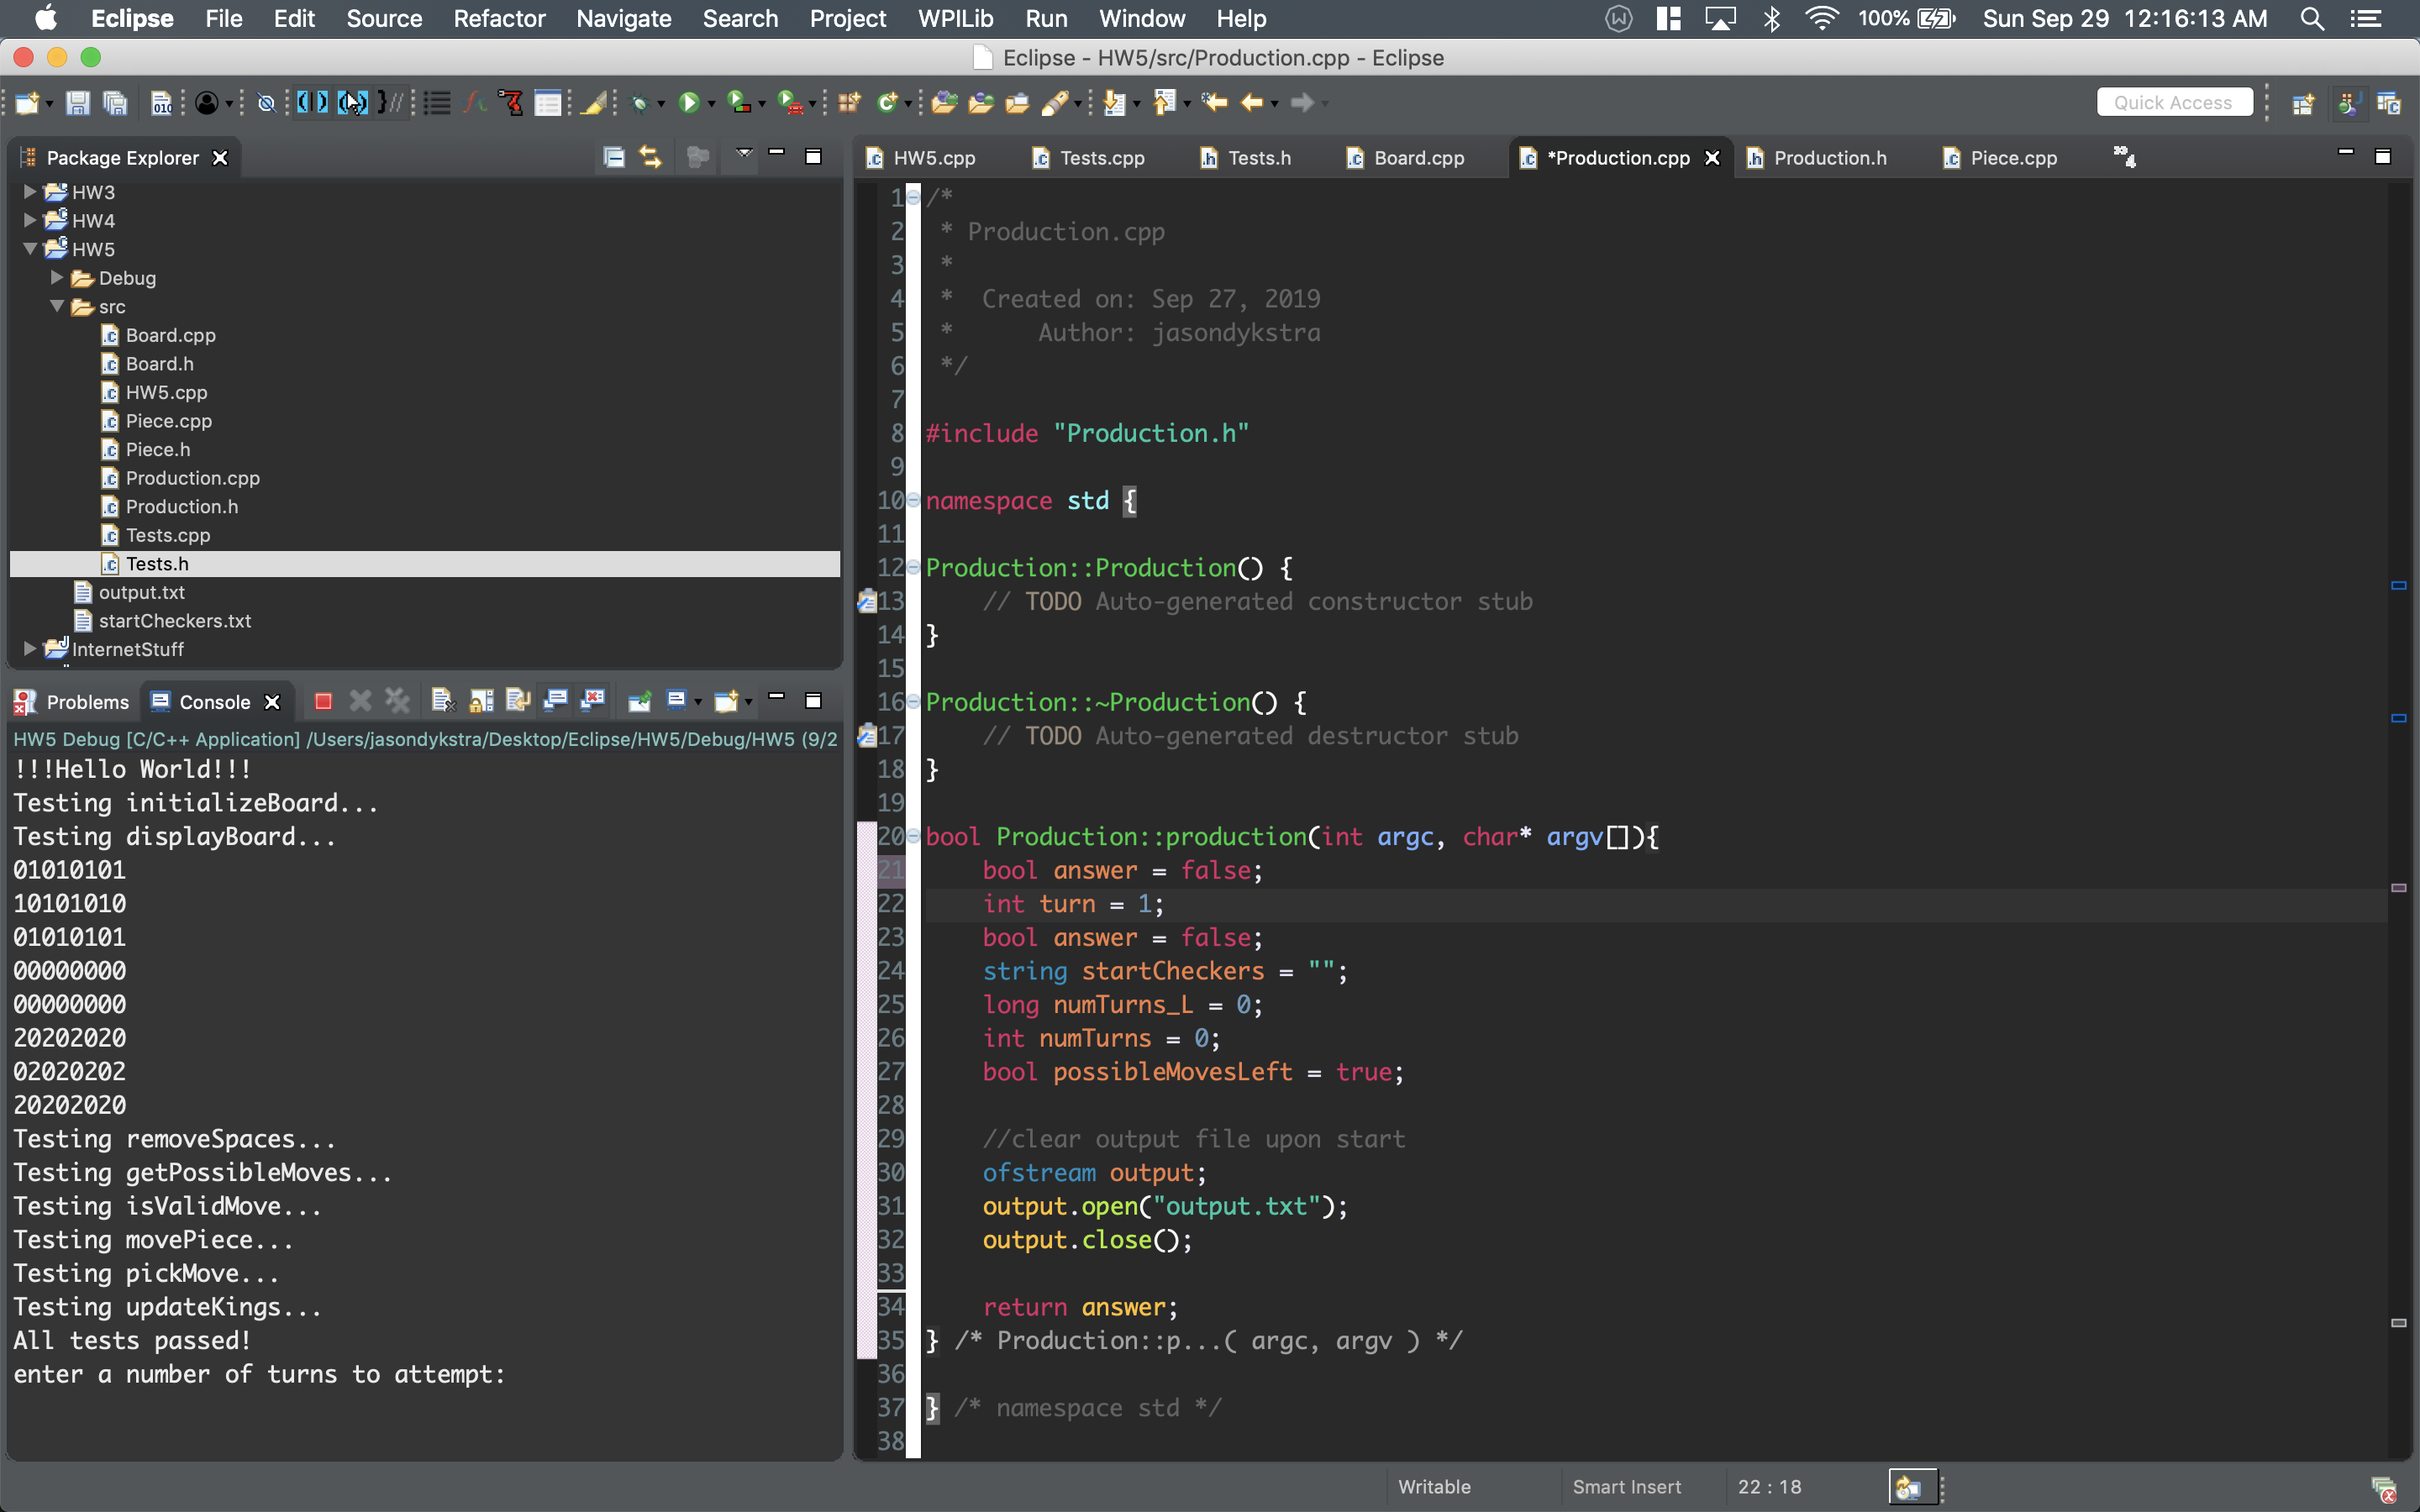 Eclipse File Edit Source Refactor Navigate Search Project WPILib Run Window Help 100% Sun Sep 29 12:16:13 AM
Eclipse - HW5/src/Production.cpp - Eclipse
Quick Access
Package Explorer
HW3
HW4
HW5
Debug
src
Board.cpp
Board.h
HW5.cpp
Piece.cpp
Piece.h
Production.cpp
Production.h
Tests.cpp
Tests.h
output.txt
startCheckers.txt
InternetStuff
Problems Console
HW5 Debug [C/C++ Application] /Users/jasondykstra/Desktop/Eclipse/HW5/Debug/HW5 (9/2
!!!Hello World!!!
Testing initializeBoard...
Testing displayBoard...
01010101
10101010
01010101
00000000
00000000
20202020
02020202
20202020
Testing removeSpaces...
Testing getPossibleMoves...
Testing isValidMove...
Testing movePiece...
Testing pickMove...
Testing updateKings...
All tests passed!
enter a number of turns to attempt:
HW5.cpp Tests.cpp Tests.h Board.cpp *Production.cpp Production.h Piece.cpp »4
1 /*
2 * Production.cpp
3 *
4 * Created on: Sep 27, 2019
5 * Author: jasondykstra
6 */
7
8 #include "Production.h"
9
10 namespace std {
11
12 Production::Production() {
13 // TODO Auto-generated constructor stub
14 }
15
16 Production::~Production() {
17 // TODO Auto-generated destructor stub
18 }
19
20 bool Production::production(int argc, char* argv[]){
21 bool answer = false;
22 int turn = 1;
23 bool answer = false;
24 string startCheckers = "";
25 long numTurns_L = 0;
26 int numTurns = 0;
27 bool possibleMovesLeft = true;
28
29 //clear output file upon start
30 ofstream output;
31 output.open("output.txt");
32 output.close();
33
34 return answer;
35 } /* Production::p...( argc, argv ) */
36
37 } /* namespace std */
38
Writable Smart Insert 22 : 18